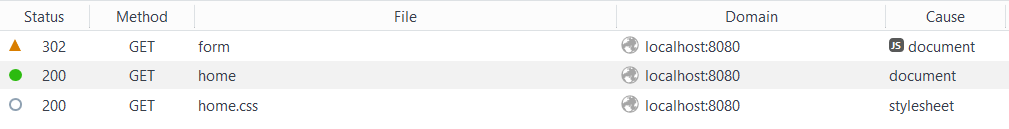 Status Method File Domain Cause
302 GET form localhost:8080 JS document
200 GET home localhost:8080 document
200 GET home.css localhost:8080 stylesheet